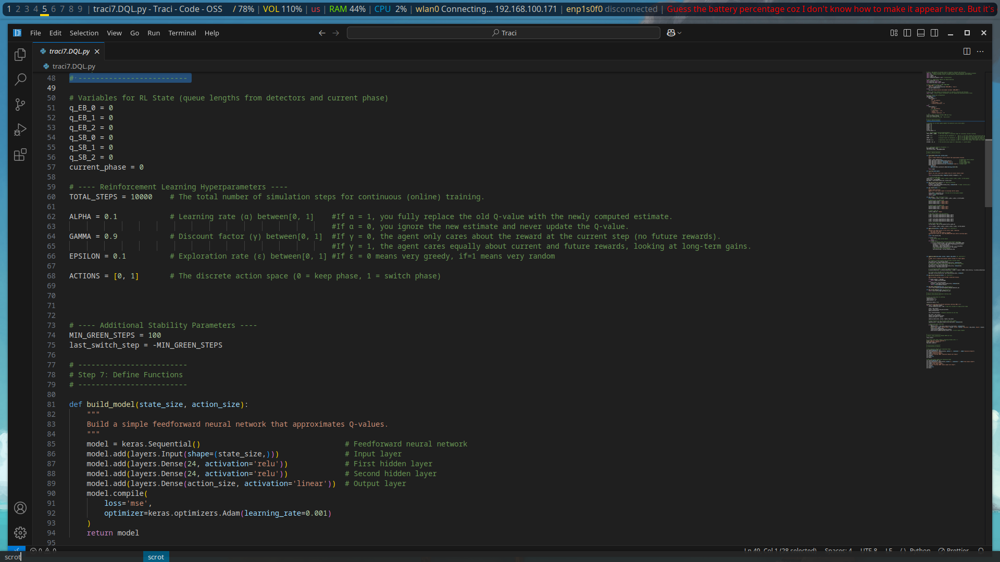 1 2 3 4 5 6 7 8 9 | traci7.DQL.py - Traci - Code - OSS / 78% | VOL 110% | us | RAM 44% | CPU 2% | wlan0 Connecting... 192.168.100.171 | enp1s0f0 disconnected | Guess the battery percentage coz I don't know how to make it appear here. But it's
File Edit Selection View Go Run Terminal Help Traci
traci7.DQL.py
traci7.DQL.py
48 # -------------------------
49
50 # Variables for RL State (queue lengths from detectors and current phase)
51 q_EB_0 = 0
52 q_EB_1 = 0
53 q_EB_2 = 0
54 q_SB_0 = 0
55 q_SB_1 = 0
56 q_SB_2 = 0
57 current_phase = 0
58
59 # ---- Reinforcement Learning Hyperparameters ----
60 TOTAL_STEPS = 10000    # The total number of simulation steps for continuous (online) training.
61
62 ALPHA = 0.1            # Learning rate (α) between[0, 1]    #If α = 1, you fully replace the old Q-value with the newly computed estimate.
63                                                             #If α = 0, you ignore the new estimate and never update the Q-value.
64 GAMMA = 0.9            # Discount factor (γ) between[0, 1]  #If γ = 0, the agent only cares about the reward at the current step (no future rewards).
65                                                             #If γ = 1, the agent cares equally about current and future rewards, looking at long-term gains.
66 EPSILON = 0.1          # Exploration rate (ε) between[0, 1] #If ε = 0 means very greedy, if=1 means very random
67
68 ACTIONS = [0, 1]       # The discrete action space (0 = keep phase, 1 = switch phase)
69
70
71
72
73 # ---- Additional Stability Parameters ----
74 MIN_GREEN_STEPS = 100
75 last_switch_step = -MIN_GREEN_STEPS
76
77 # -------------------------
78 # Step 7: Define Functions
79 # -------------------------
80
81 def build_model(state_size, action_size):
82     """
83     Build a simple feedforward neural network that approximates Q-values.
84     """
85     model = keras.Sequential()                                 # Feedforward neural network
86     model.add(layers.Input(shape=(state_size,)))               # Input layer
87     model.add(layers.Dense(24, activation='relu'))             # First hidden layer
88     model.add(layers.Dense(24, activation='relu'))             # Second hidden layer
89     model.add(layers.Dense(action_size, activation='linear'))  # Output layer
90     model.compile(
91         loss='mse',
92         optimizer=keras.optimizers.Adam(learning_rate=0.001)
93     )
94     return model
95
0 0 Ln 49, Col 1 (28 selected) Spaces: 4 UTF-8 LF {} Python Prettier
scrot scrot